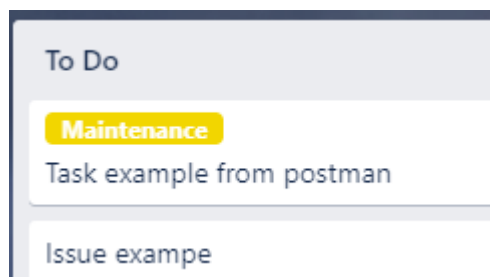 To Do
Maintenance
Task example from postman
Issue exampe